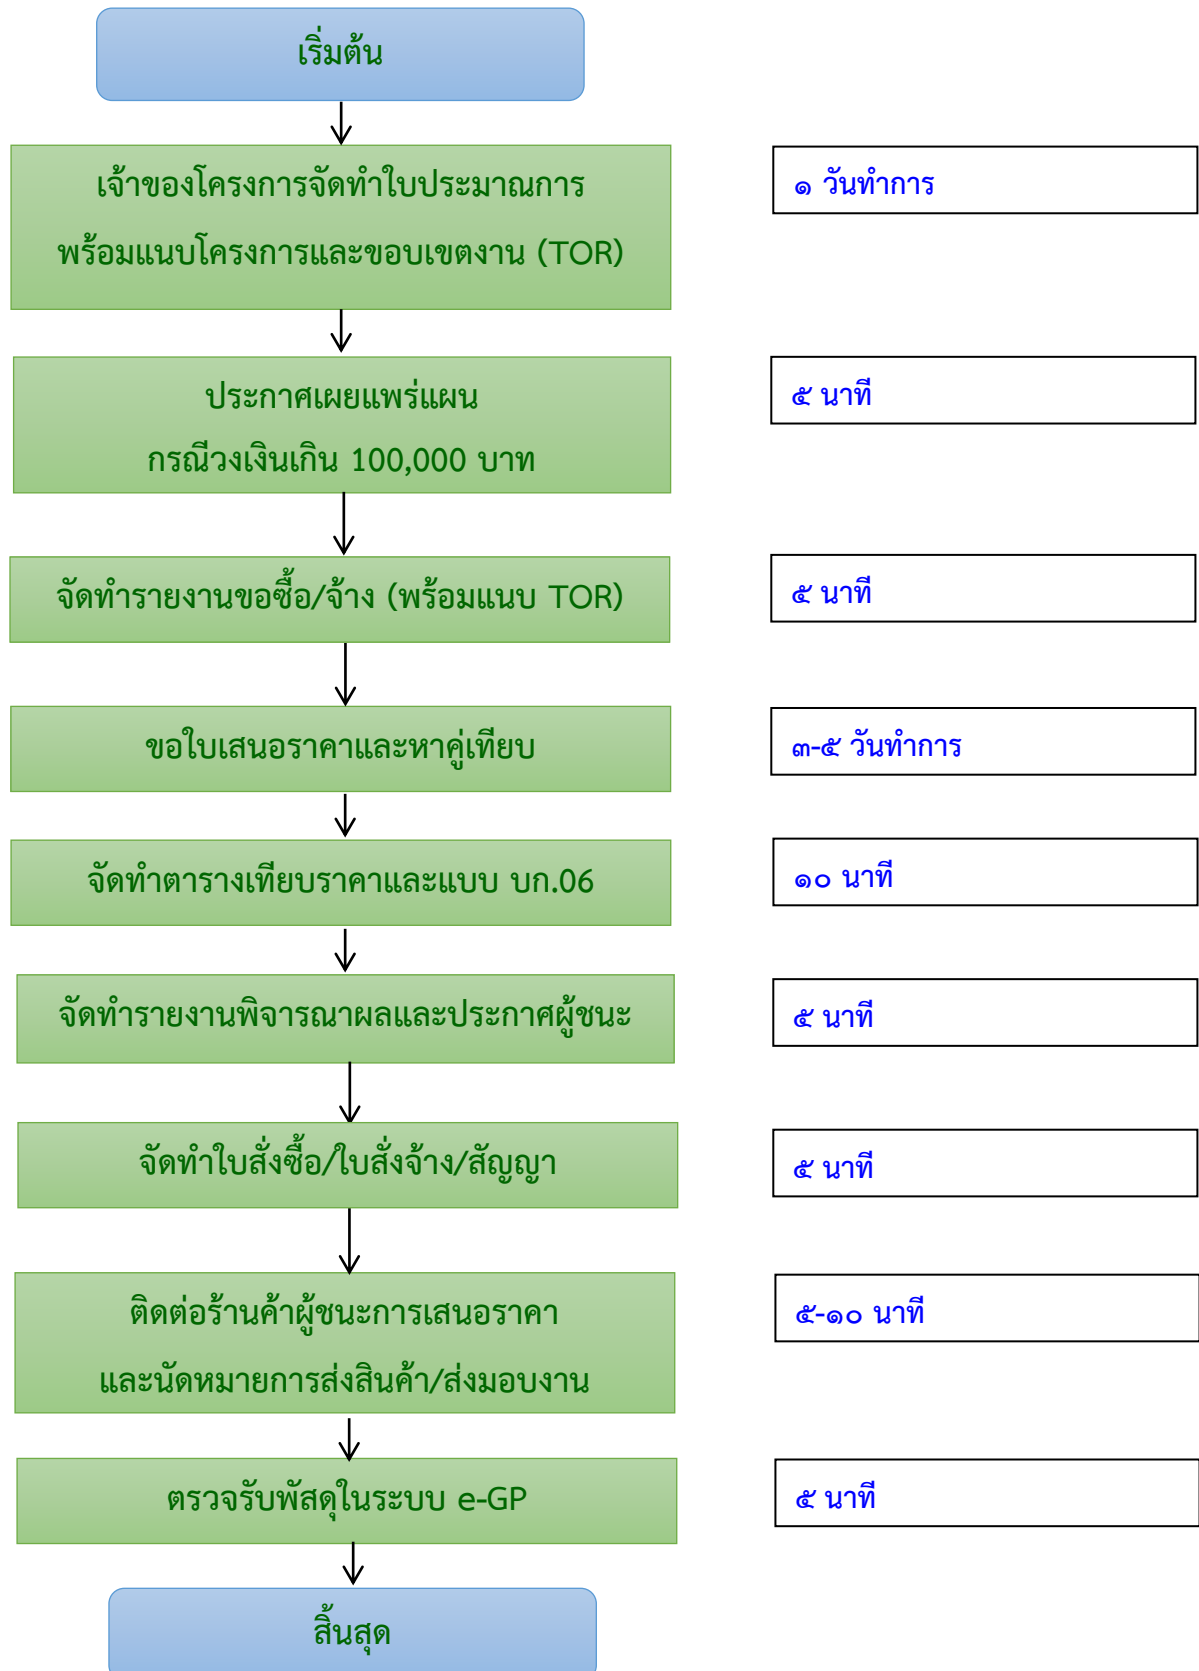 เริ่มต้น
เจ้าของโครงการจัดทำใบประมาณการ
๑ วันทำการ
พร้อมแนบโครงการและขอบเขตงาน (TOR)
ประกาศเผยแพร่แผน
๕ นาที
กรณีวงเงินเกิน 100,000 บาท
จัดทำรายงานขอซื้อ/จ้าง (พร้อมแนบ TOR)
๕ นาที
ขอใบเสนอราคาและหาคู่เทียบ
๓-๕ วันทำการ
จัดทำตารางเทียบราคาและแบบ บก.06
๑๐ นาที
จัดทำรายงานพิจารณาผลและประกาศผู้ชนะ
๕ นาที
จัดทำใบสั่งซื้อ/ใบสั่งจ้าง/สัญญา
๕ นาที
ติดต่อร้านค้าผู้ชนะการเสนอราคา
๕-๑๐ นาที
และนัดหมายการส่งสินค้า/ส่งมอบงาน
ตรวจรับพัสดุในระบบ e-GP
๕ นาที
สิ้นสุด